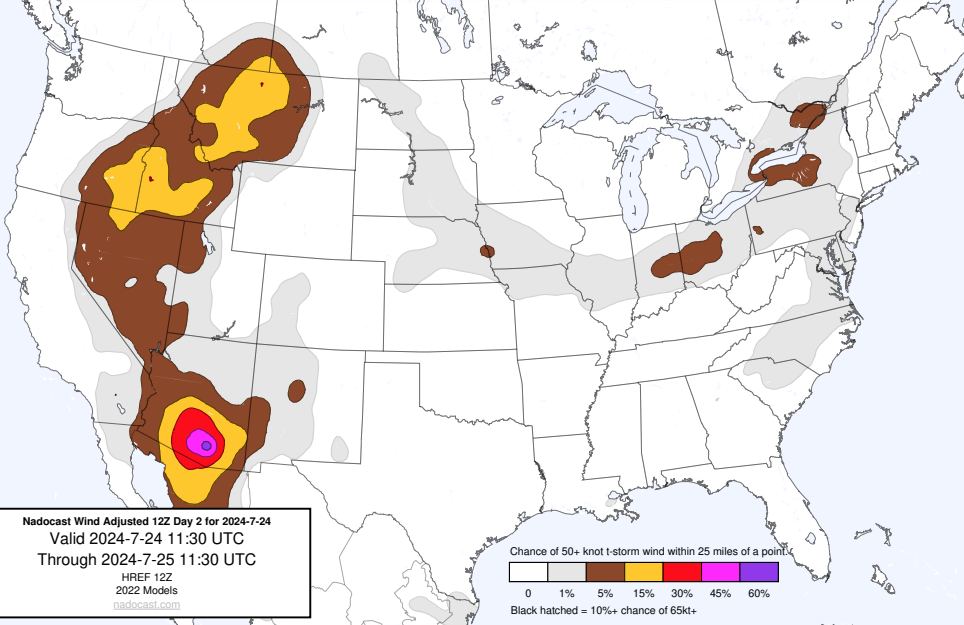 Nadocast Wind Adjusted 12Z Day 2 for 2024-7-24
Valid 2024-7-24 11:30 UTC
Through 2024-7-25 11:30 UTC
HREF 12Z
2022 Models
nadocast.com
Chance of 50+ knot t-storm wind within 25 miles of a point.
0 1% 5% 15% 30% 45% 60%
Black hatched = 10%+ chance of 65kt+